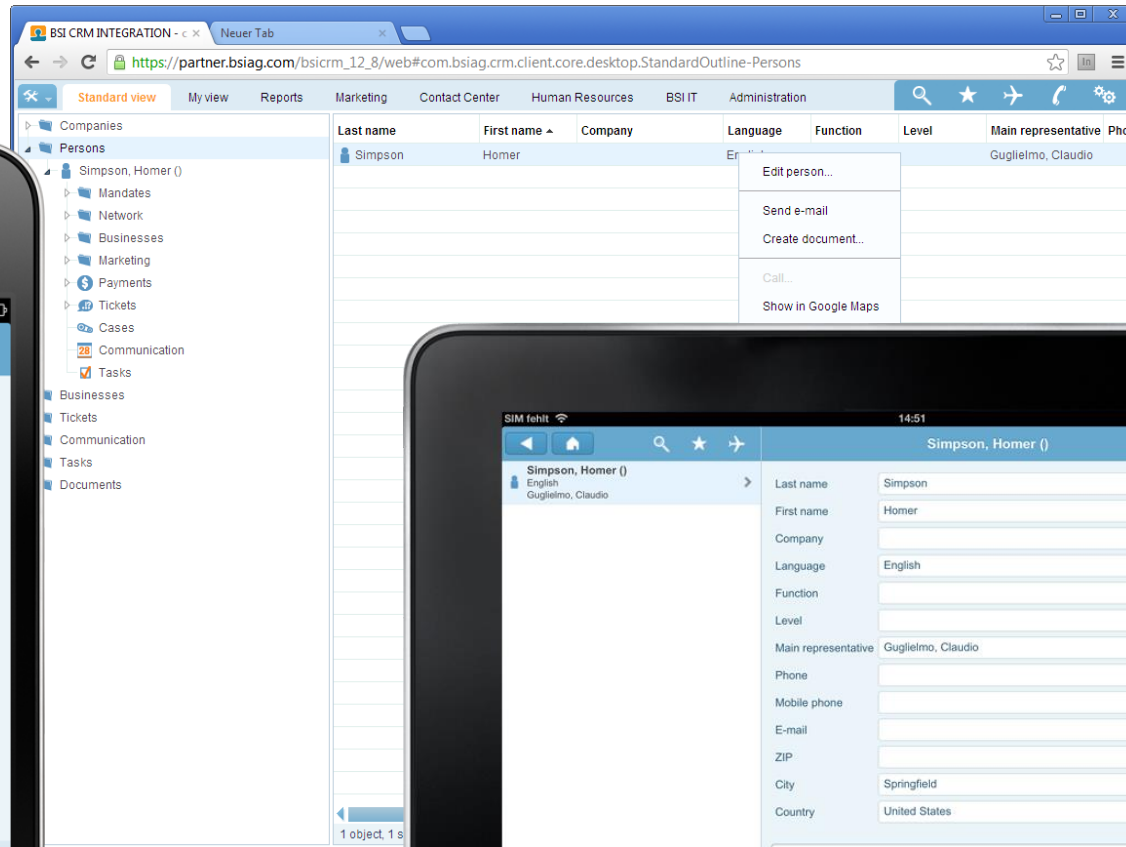 BSI CRM INTEGRATION - c
Neuer Tab
https://partner.bsiag.com/bsicrm_12_8/web#com.bsiag.crm.client.core.desktop.StandardOutline-Persons
Standard view My view Reports Marketing Contact Center Human Resources BSI IT Administration
Companies
Persons
Simpson, Homer ()
Mandates
Network
Businesses
Marketing
Payments
Tickets
Cases
28 Communication
Tasks
Businesses
Tickets
Communication
Tasks
Documents
Last name First name Company Language Function Level Main representative Pho
Simpson Homer Guglielmo, Claudio
Edit person...
Send e-mail
Create document...
Call...
Show in Google Maps
1 object, 1 s
SIM fehlt 14:51
Simpson, Homer ()
English
Guglielmo, Claudio
Simpson, Homer ()
Last name Simpson
First name Homer
Company
Language English
Function
Level
Main representative Guglielmo, Claudio
Phone
Mobile phone
E-mail
ZIP
City Springfield
Country United States